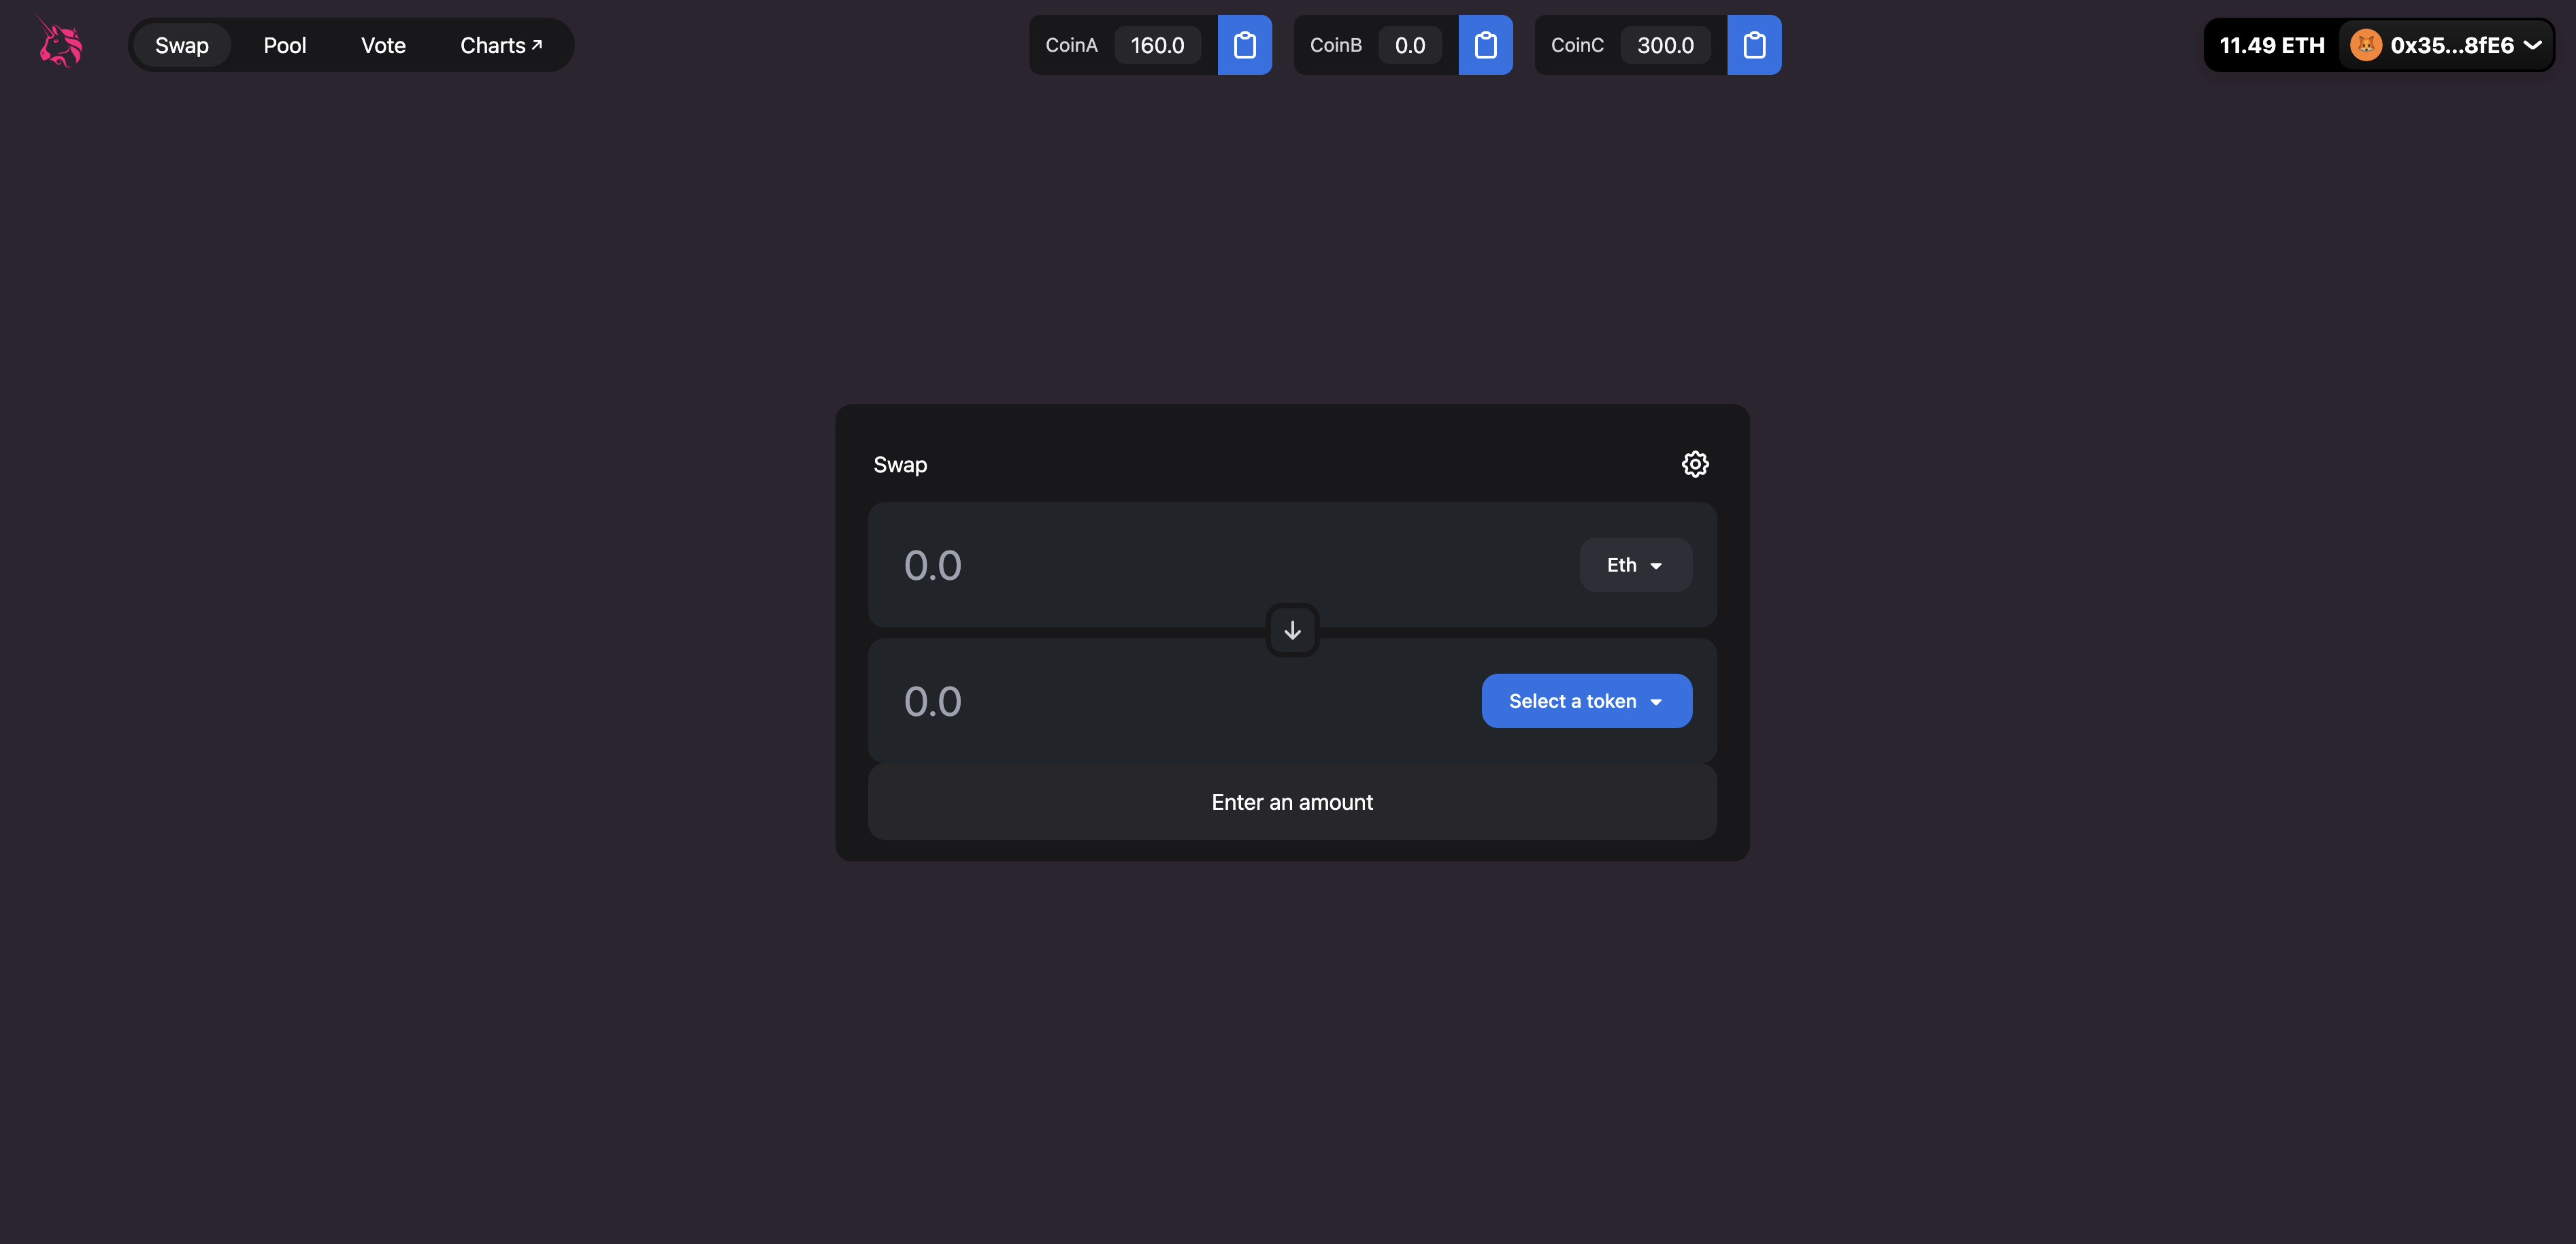 Swap Pool Vote Charts↗ CoinA 160.0 CoinB 0.0 CoinC 300.0 11.49 ETH 0x35...8fE6
Swap
0.0 Eth
0.0 Select a token
Enter an amount